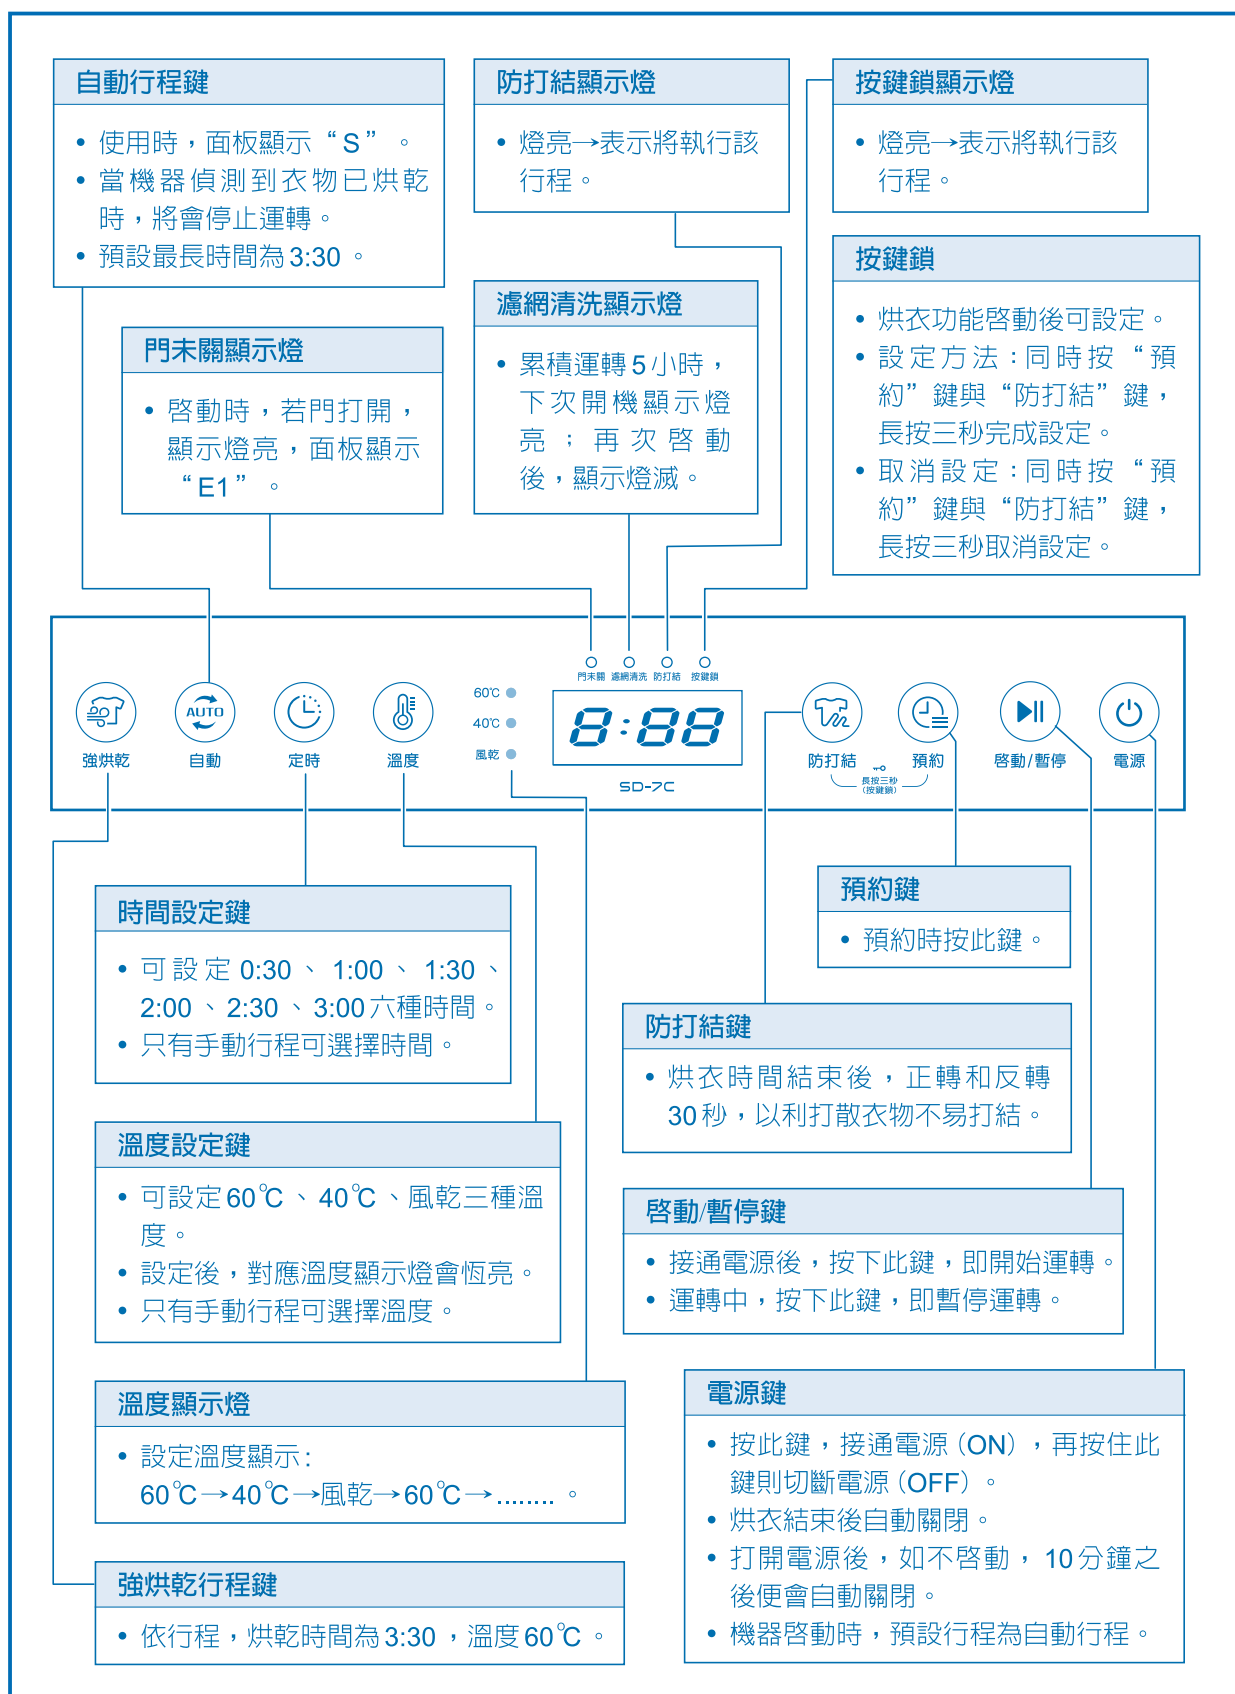 自動行程鍵
• 使用時，面板顯示“S”。
• 當機器偵測到衣物已烘乾
時，將會停止運轉。
• 預設最長時間為3:30。
防打結顯示燈
• 燈亮→表示將執行該
行程。
按鍵鎖顯示燈
• 燈亮→表示將執行該
行程。
門未關顯示燈
• 啓動時，若門打開，
顯示燈亮，面板顯示
“E1”。
濾網清洗顯示燈
• 累積運轉5小時，
下次開機顯示燈
亮；再次啓動
後，顯示燈滅。
按鍵鎖
• 烘衣功能啓動後可設定。
• 設定方法：同時按“預
約”鍵與“防打結”鍵，
長按三秒完成設定。
• 取消設定：同時按“預
約”鍵與“防打結”鍵，
長按三秒取消設定。
門未關 濾網清洗 防打結 按鍵鎖
60℃
40℃
風乾
8:88
SD-7C
AUTO
強烘乾 自動 定時 溫度
防打結 預約 啓動/暫停 電源
長按三秒
(按鍵鎖)
時間設定鍵
• 可設定0:30、1:00、1:30、
2:00、2:30、3:00六種時間。
• 只有手動行程可選擇時間。
預約鍵
• 預約時按此鍵。
防打結鍵
• 烘衣時間結束後，正轉和反轉
30秒，以利打散衣物不易打結。
溫度設定鍵
• 可設定60℃、40℃、風乾三種溫
度。
• 設定後，對應溫度顯示燈會恆亮。
• 只有手動行程可選擇溫度。
啓動/暫停鍵
• 接通電源後，按下此鍵，即開始運轉。
• 運轉中，按下此鍵，即暫停運轉。
溫度顯示燈
• 設定溫度顯示：
60℃→40℃→風乾→60℃→........。
電源鍵
• 按此鍵，接通電源(ON)，再按住此
鍵則切斷電源(OFF)。
• 烘衣結束後自動關閉。
• 打開電源後，如不啓動，10分鐘之
後便會自動關閉。
• 機器啓動時，預設行程為自動行程。
強烘乾行程鍵
• 依行程，烘乾時間為3:30，溫度60℃。